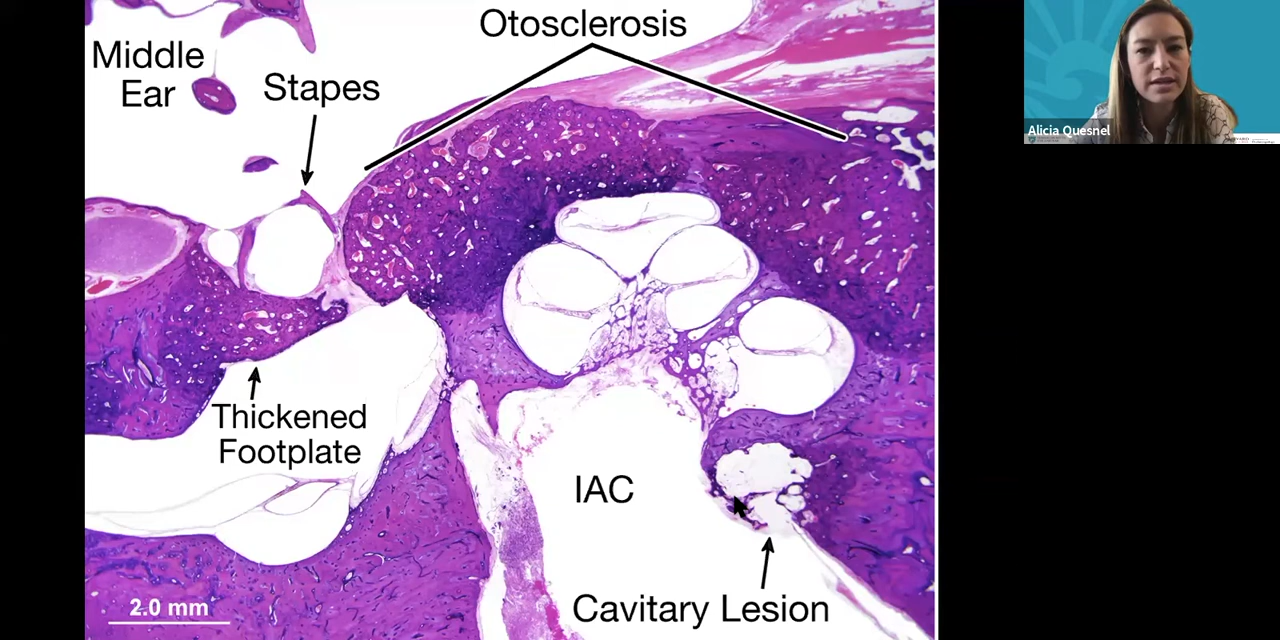 Otosclerosis
Middle
Ear
Stapes
Alicia Quesnel
Thickened
Footplate
IAC
Cavitary Lesion
2.0 mm